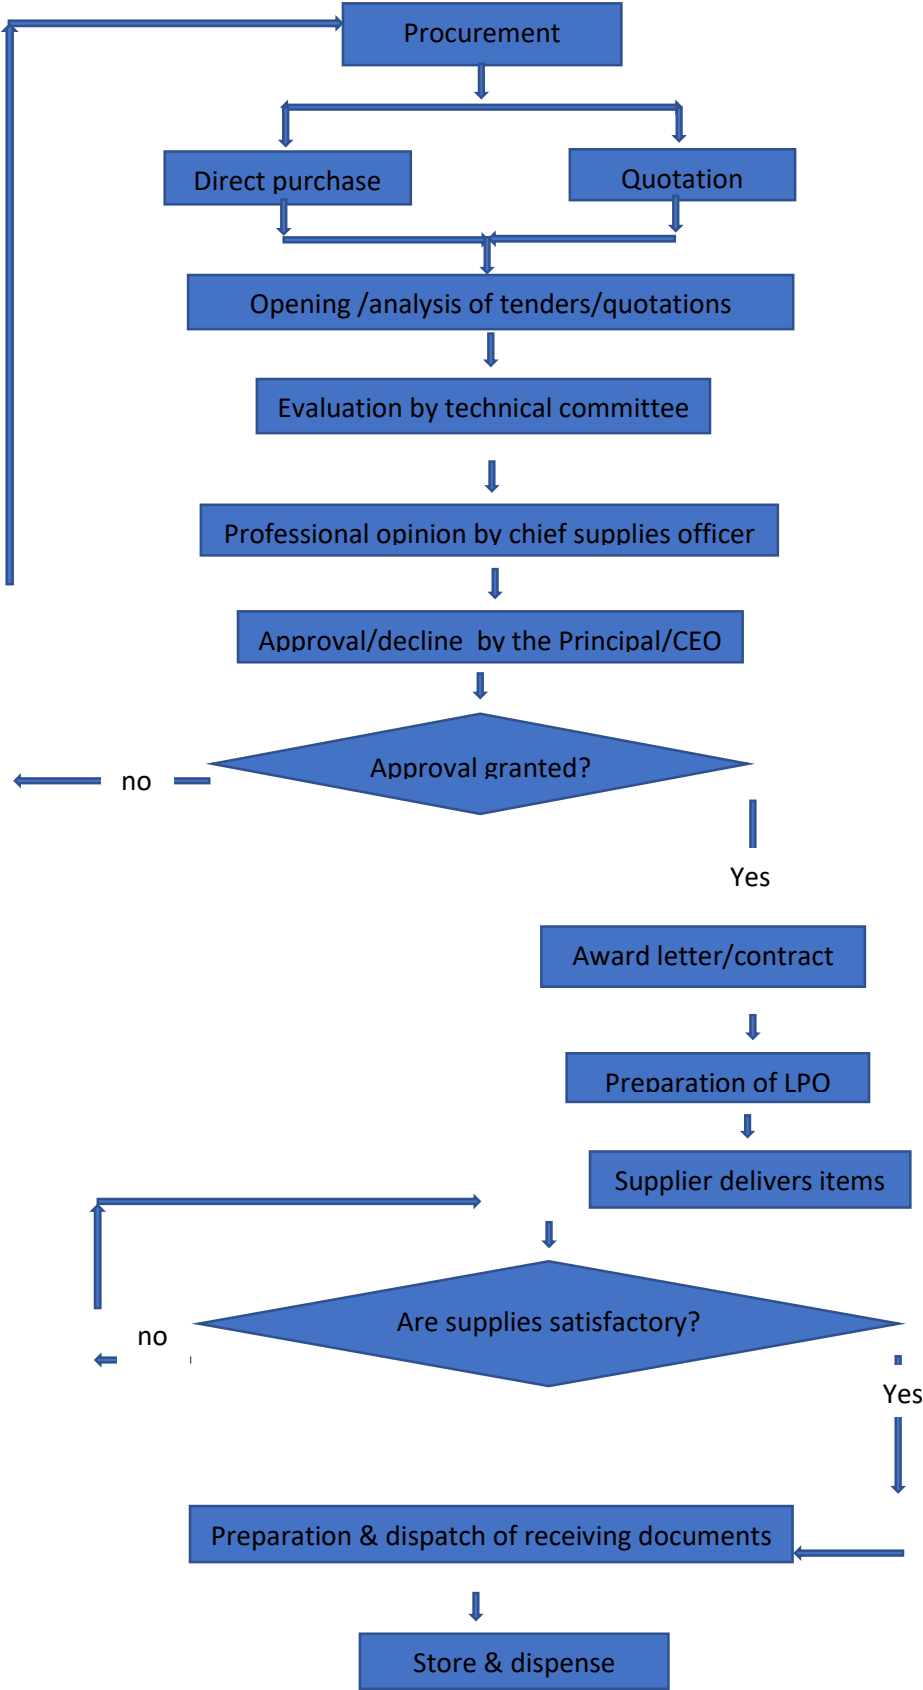 Procurement
Direct purchase
Quotation
Opening /analysis of tenders/quotations
Evaluation by technical committee
Professional opinion by chief supplies officer
Approval/decline  by the Principal/CEO
Approval granted?
no
Yes
Award letter/contract
Preparation of LPO
Supplier delivers items
Are supplies satisfactory?
no
Yes
Preparation & dispatch of receiving documents
Store & dispense